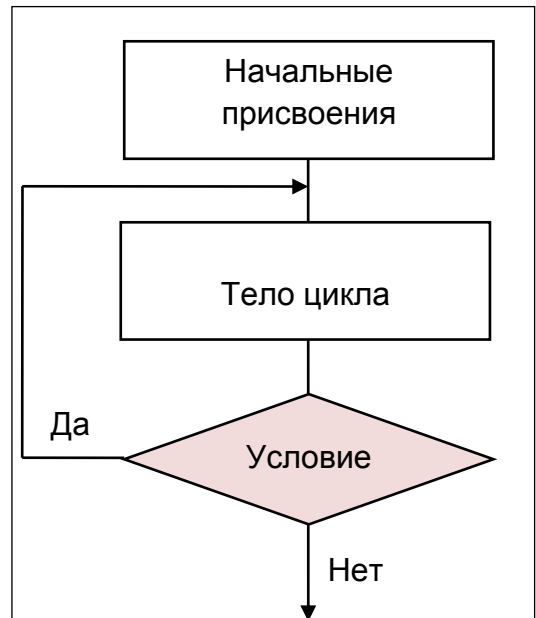 Начальные
присвоения
Тело цикла
Да
Условие
Нет